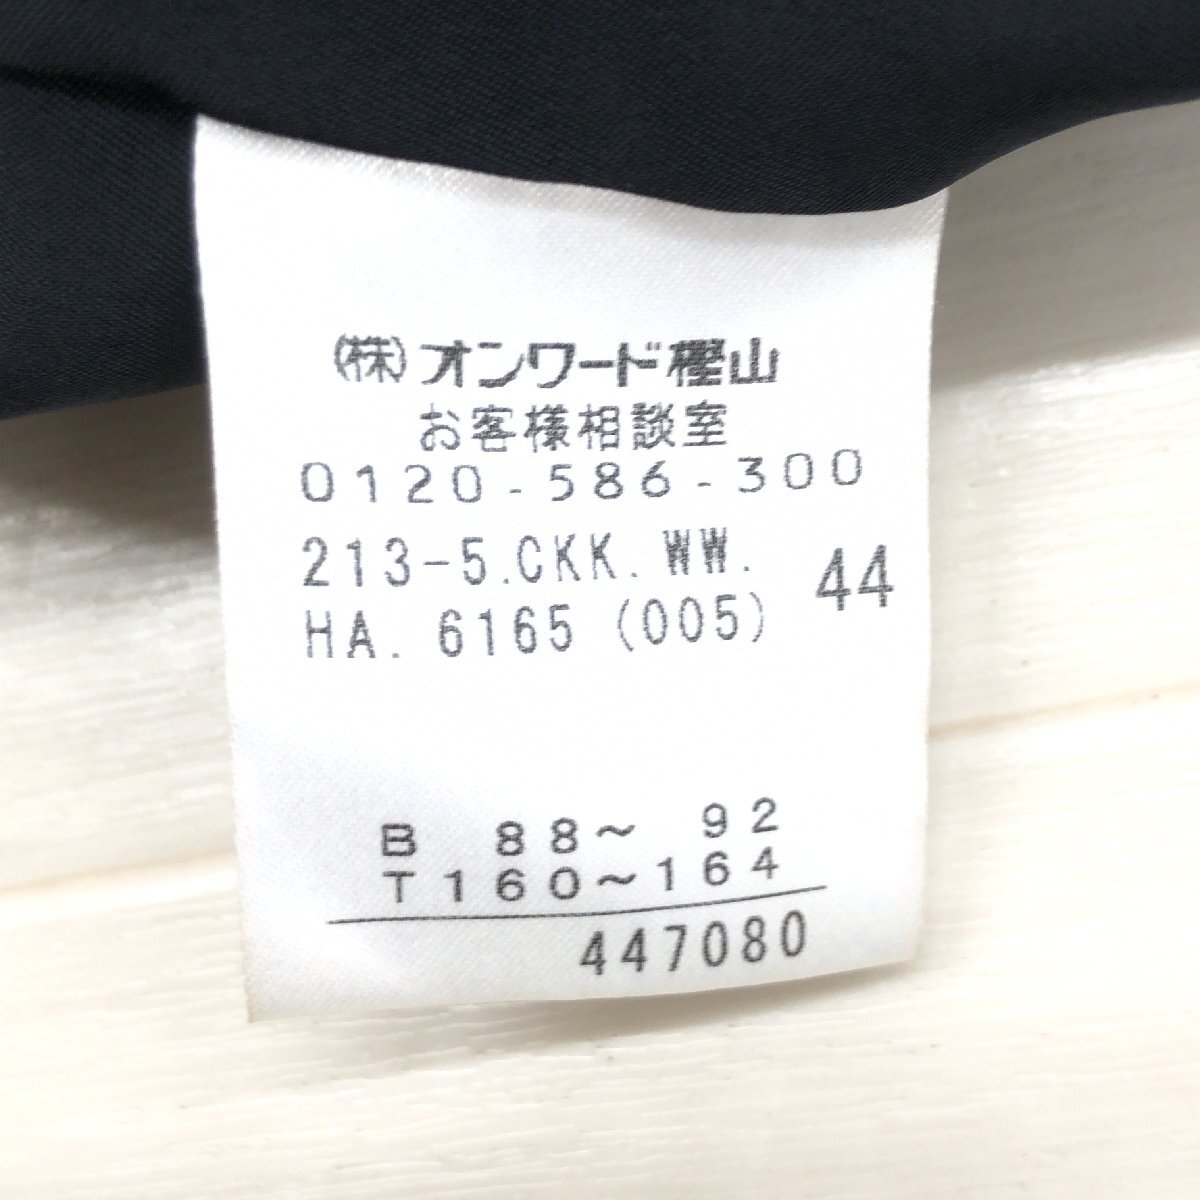 (株)オンワード樫山
お客様相談室
0120-586-300
213-5.CKK.WW.
HA. 6165 (005) 44
B 88~ 92
T160~164
447080